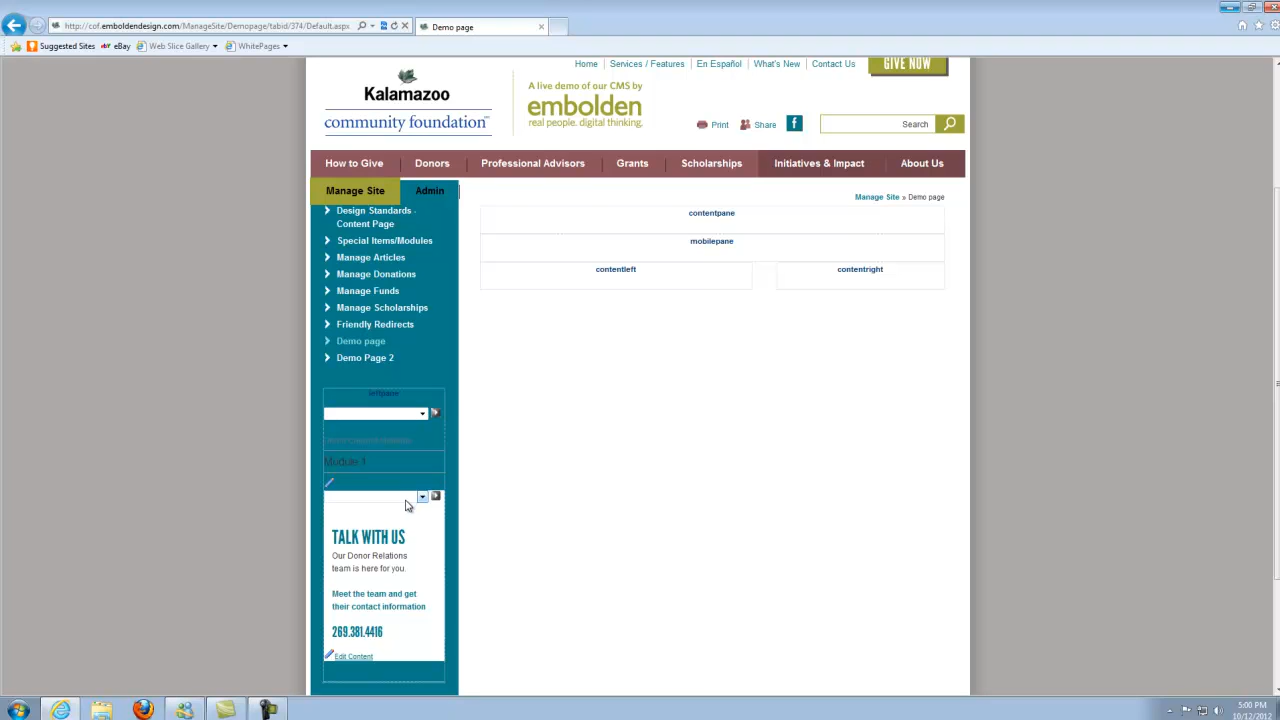 http://cof.emboldendesign.com/ManageSite/Demopage/tabid/374/Default.aspx
Demo page
Suggested Sites
eBay
Web Slice Gallery
WhitePages
Home
Services / Features
En Español
What's New
Contact Us
GIVE NOW
Kalamazoo
community foundation
A live demo of our CMS by
embolden
real people. digital thinking.
Print
Share
f
Search
How to Give
Donors
Professional Advisors
Grants
Scholarships
Initiatives & Impact
About Us
Manage Site
Admin
Manage Site » Demo page
Design Standards -
Content Page
Special Items/Modules
Manage Articles
Manage Donations
Manage Funds
Manage Scholarships
Friendly Redirects
Demo page
Demo Page 2
contentpane
mobilepane
contentleft
contentright
leftpane
Module 1
TALK WITH US
Our Donor Relations
team is here for you.
Meet the team and get
their contact information
269.381.4416
Edit Content
5:00 PM
10/12/2012